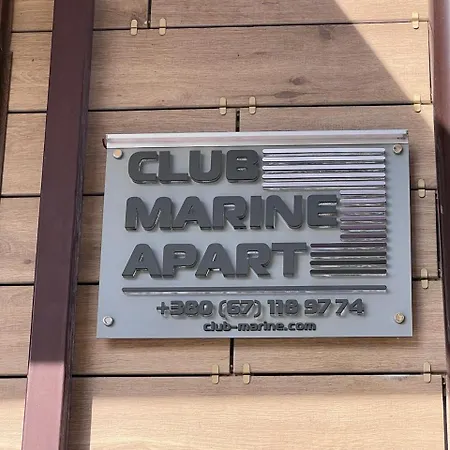 CLUB
MARINE
APART
+380 (67) 118 97 74
club-marine.com